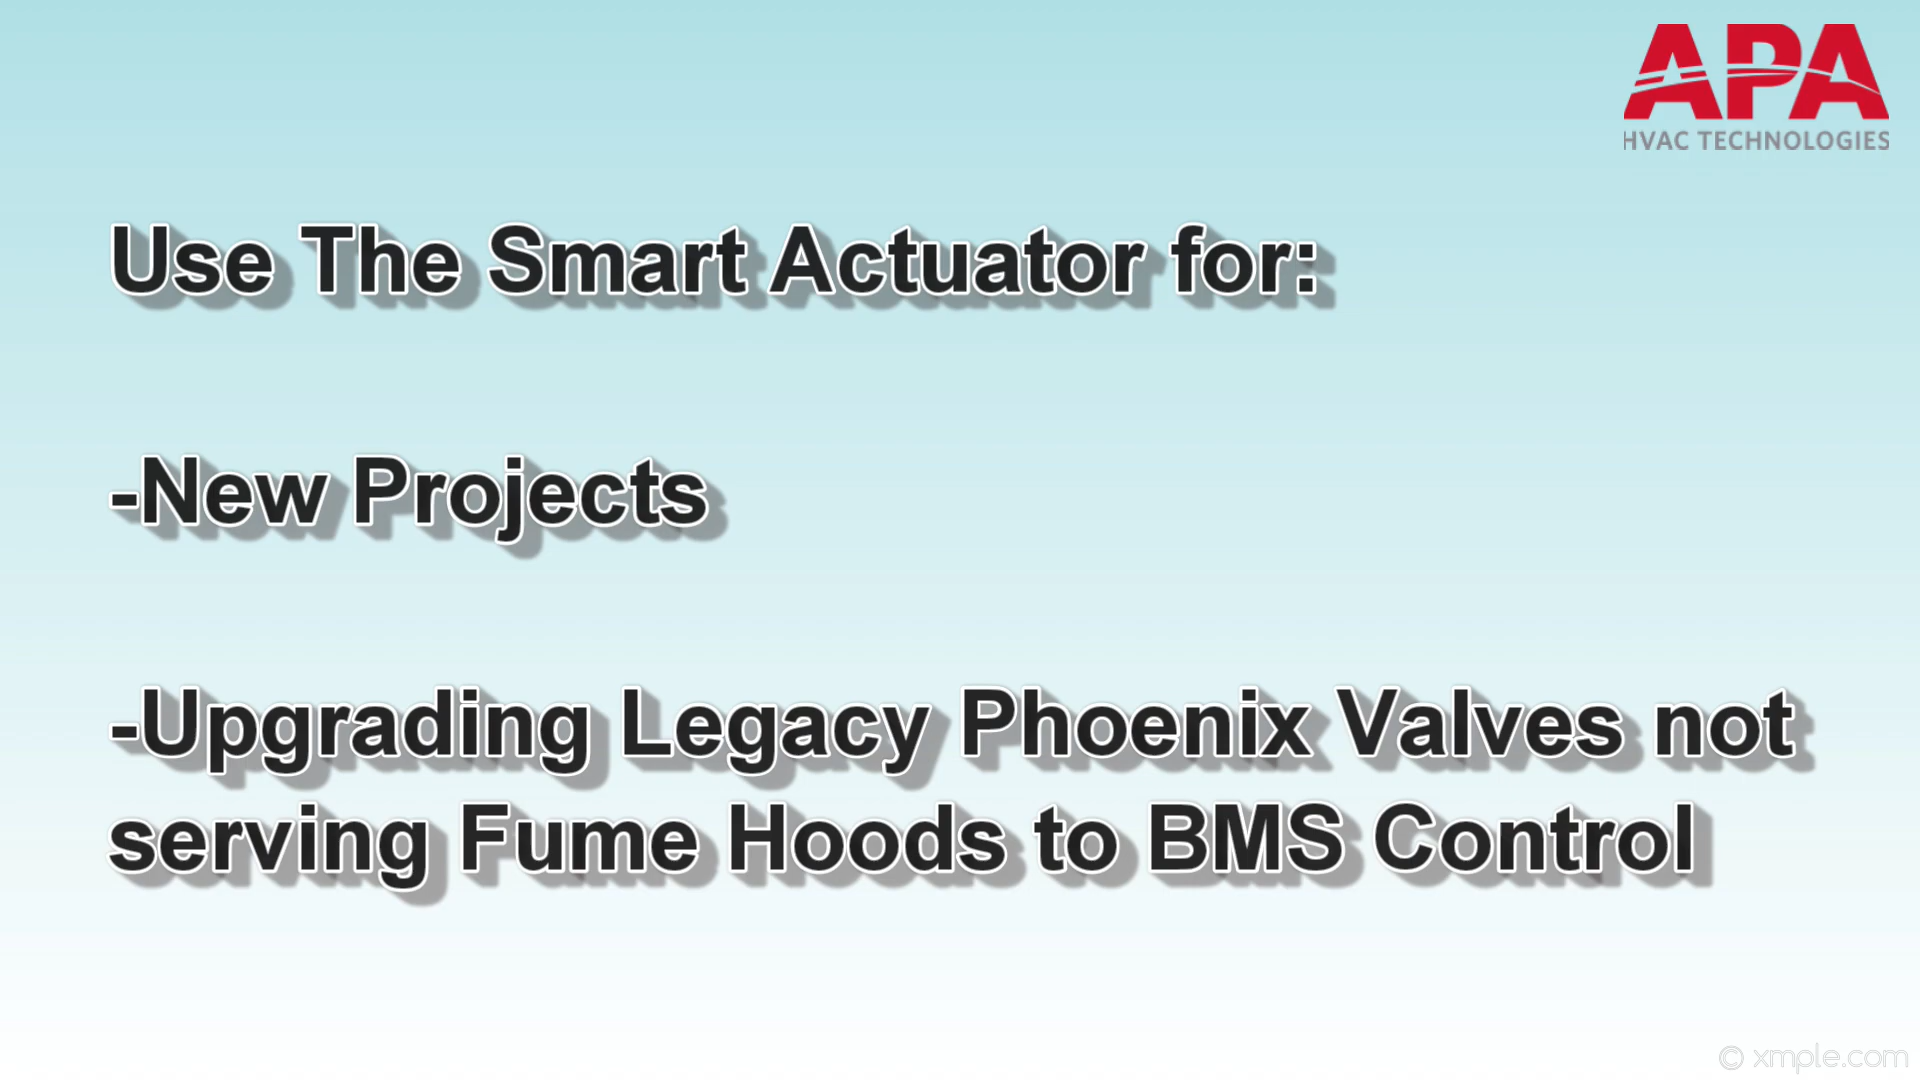 APA
HVAC TECHNOLOGIES
Use The Smart Actuator for:
-New Projects
-Upgrading Legacy Phoenix Valves not
serving Fume Hoods to BMS Control
© xmple.com